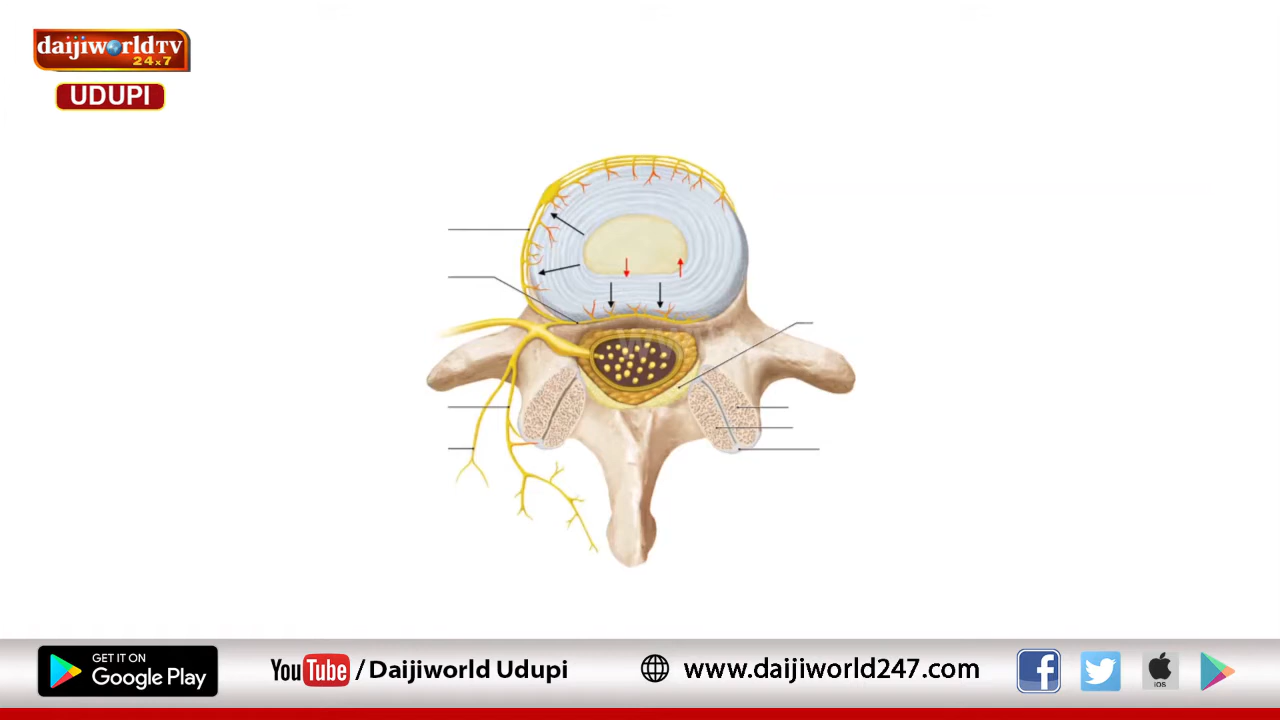 daijiworldTV
24x7
UDUPI
GET IT ON
Google Play
YouTube / Daijiworld Udupi
www.daijiworld247.com
iOS